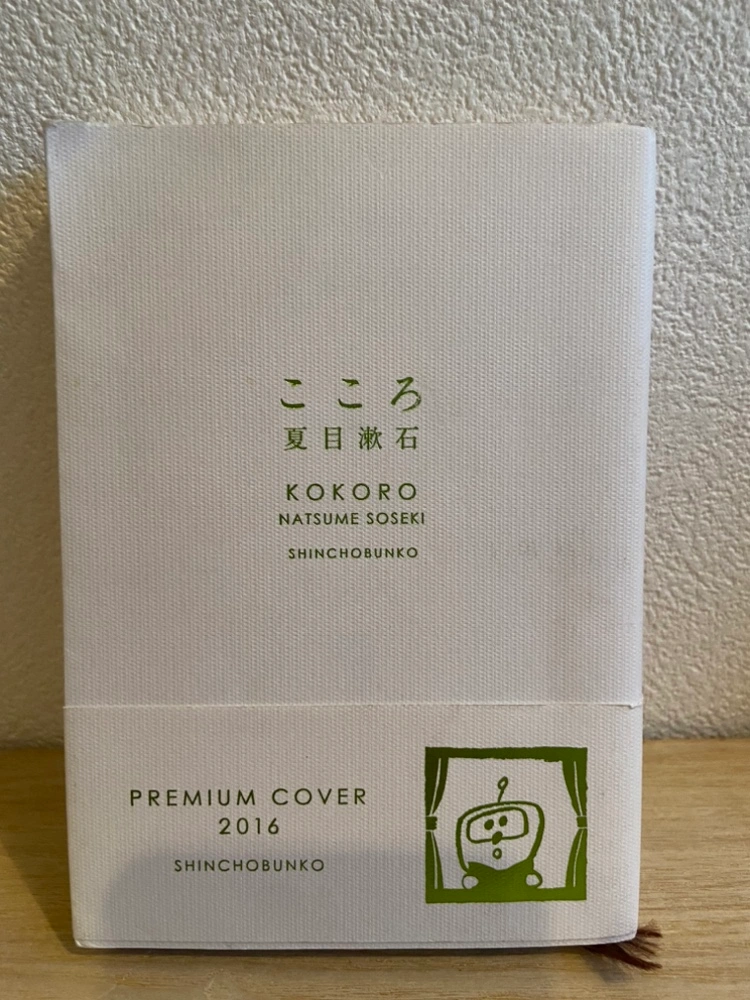 こころ
夏目漱石
KOKORO
NATSUME SOSEKI
SHINCHOBUNKO
PREMIUM COVER
2016
SHINCHOBUNKO